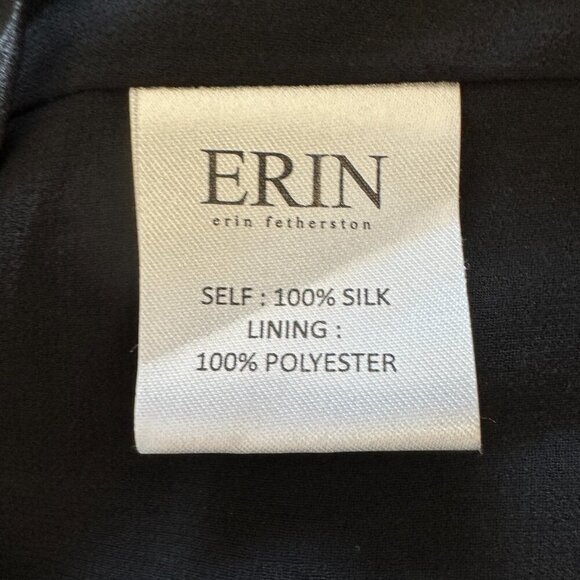 ERIN
erin fetherston
SELF : 100% SILK
LINING :
100% POLYESTER